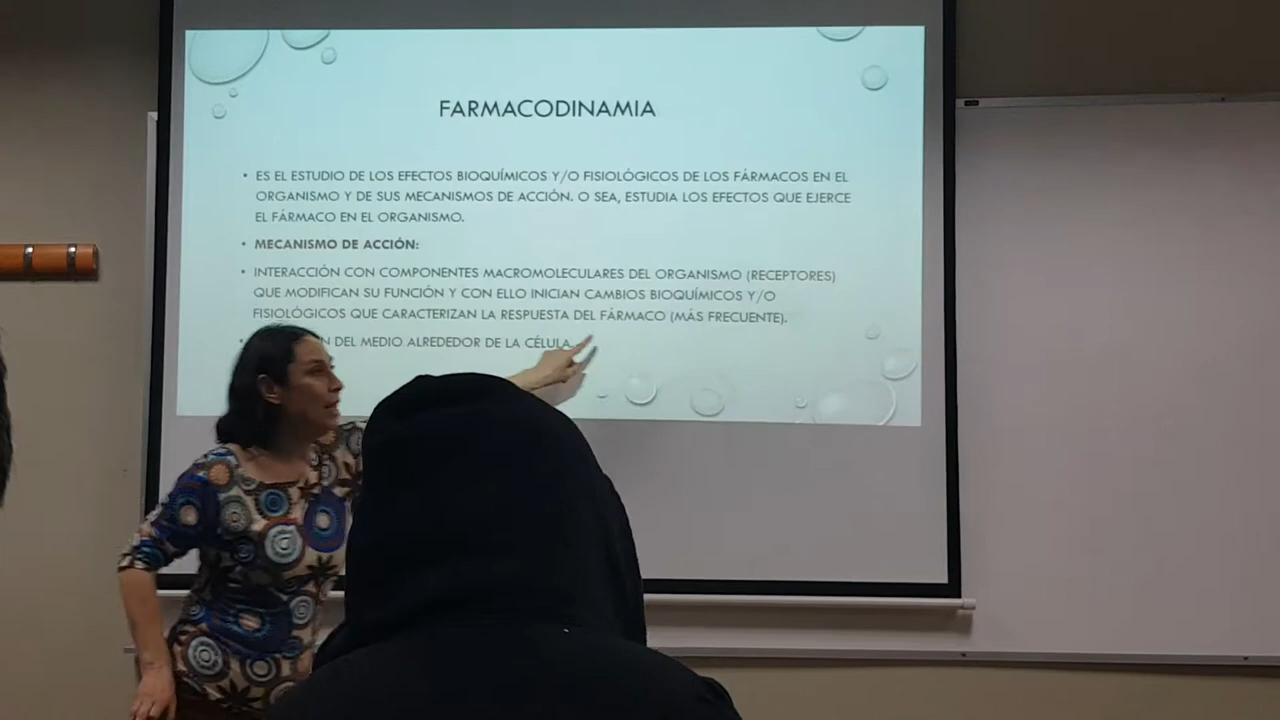 FARMACODINAMIA
• ES EL ESTUDIO DE LOS EFECTOS BIOQUÍMICOS Y/O FISIOLÓGICOS DE LOS FÁRMACOS EN EL
ORGANISMO Y DE SUS MECANISMOS DE ACCIÓN. O SEA, ESTUDIA LOS EFECTOS QUE EJERCE
EL FÁRMACO EN EL ORGANISMO.
• MECANISMO DE ACCIÓN:
• INTERACCIÓN CON COMPONENTES MACROMOLECULARES DEL ORGANISMO (RECEPTORES)
QUE MODIFICAN SU FUNCIÓN Y CON ELLO INICIAN CAMBIOS BIOQUÍMICOS Y/O
FISIOLÓGICOS QUE CARACTERIZAN LA RESPUESTA DEL FÁRMACO (MÁS FRECUENTE).
• DEL MEDIO ALREDEDOR DE LA CÉLULA.